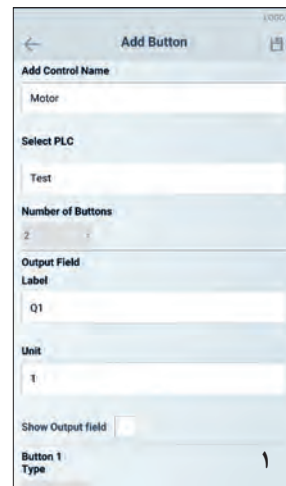 LOGO
Add Button
Add Control Name
Motor
Select PLC
Test
Number of Buttons
2
Output Field
Label
Q1
Unit
1
Show Output field
Button 1
Type
١